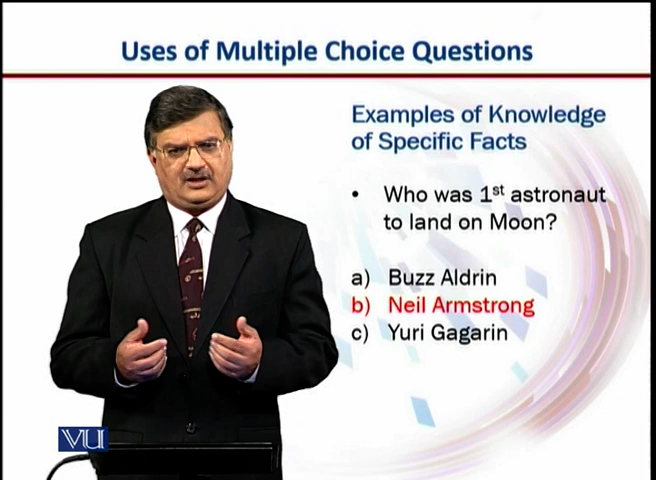 Uses of Multiple Choice Questions
Examples of Knowledge
of Specific Facts
• Who was 1st astronaut
to land on Moon?
a) Buzz Aldrin
b) Neil Armstrong
c) Yuri Gagarin
VU